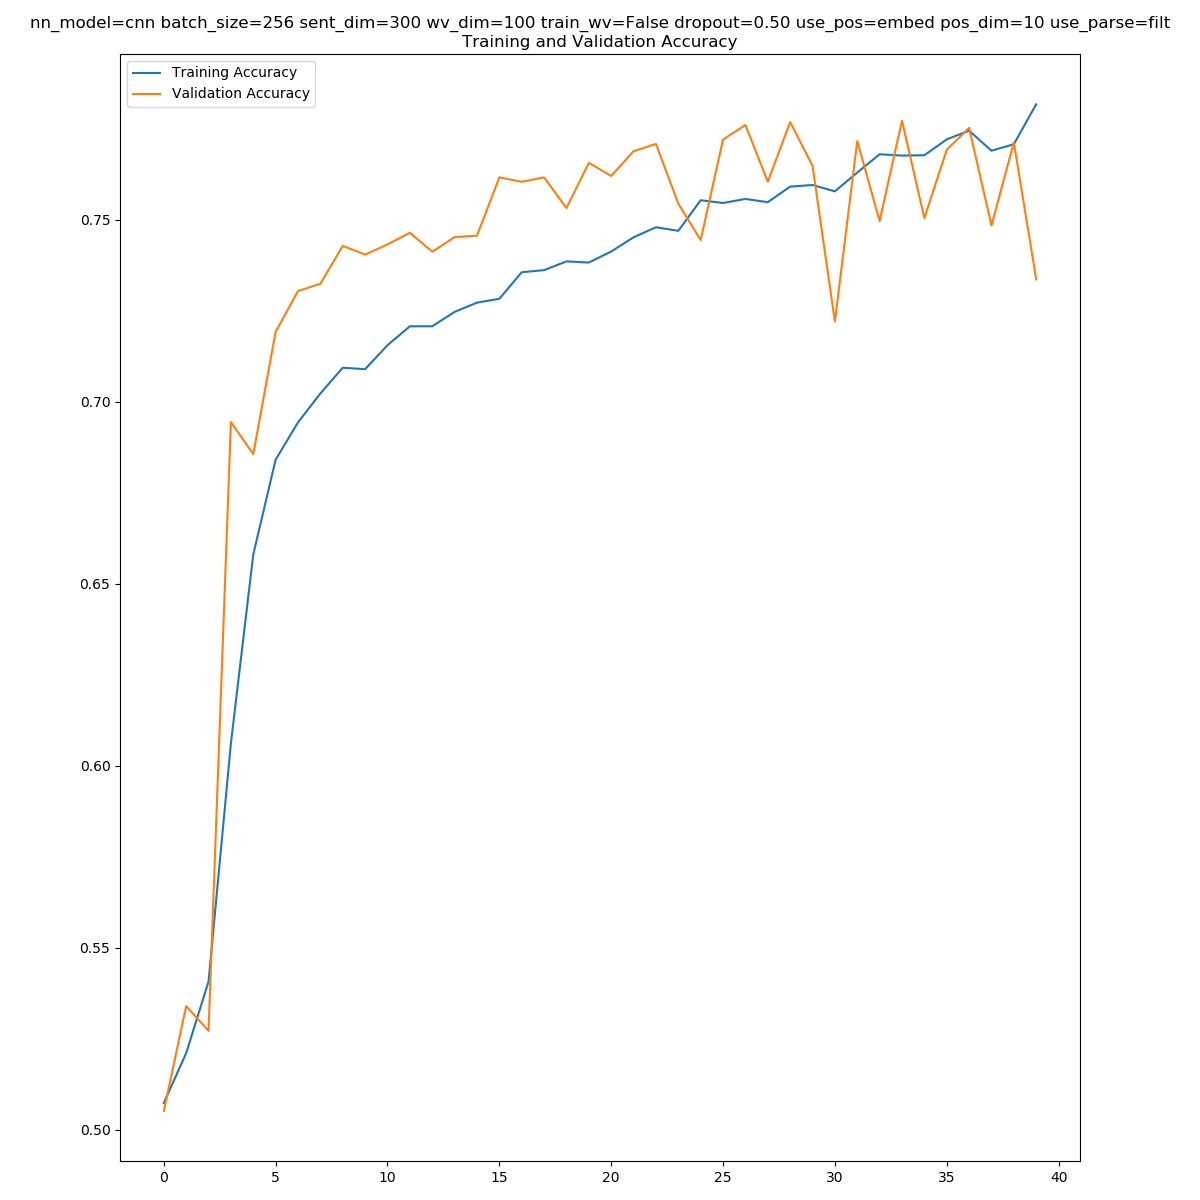 nn_model=cnn batch_size=256 sent_dim=300 wv_dim=100 train_wv=False dropout=0.50 use_pos=embed pos_dim=10 use_parse=filt
Training and Validation Accuracy
Training Accuracy
Validation Accuracy
0.75
0.70
0.65
0.60
0.55
0.50
0 5 10 15 20 25 30 35 40